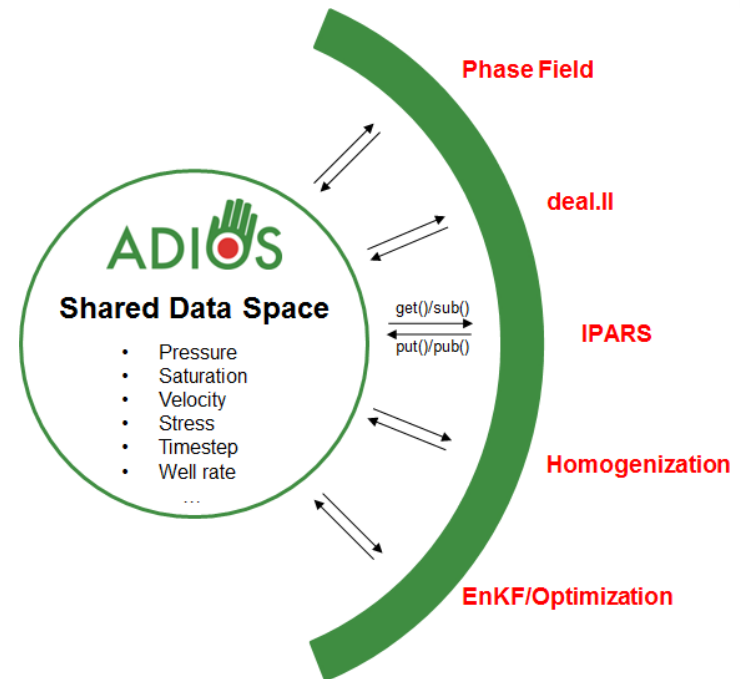 Phase Field
deal.II
ADIOS
Shared Data Space
get()/sub()
put()/pub()
IPARS
• Pressure
• Saturation
• Velocity
• Stress
• Timestep
• Well rate
...
Homogenization
EnKF/Optimization